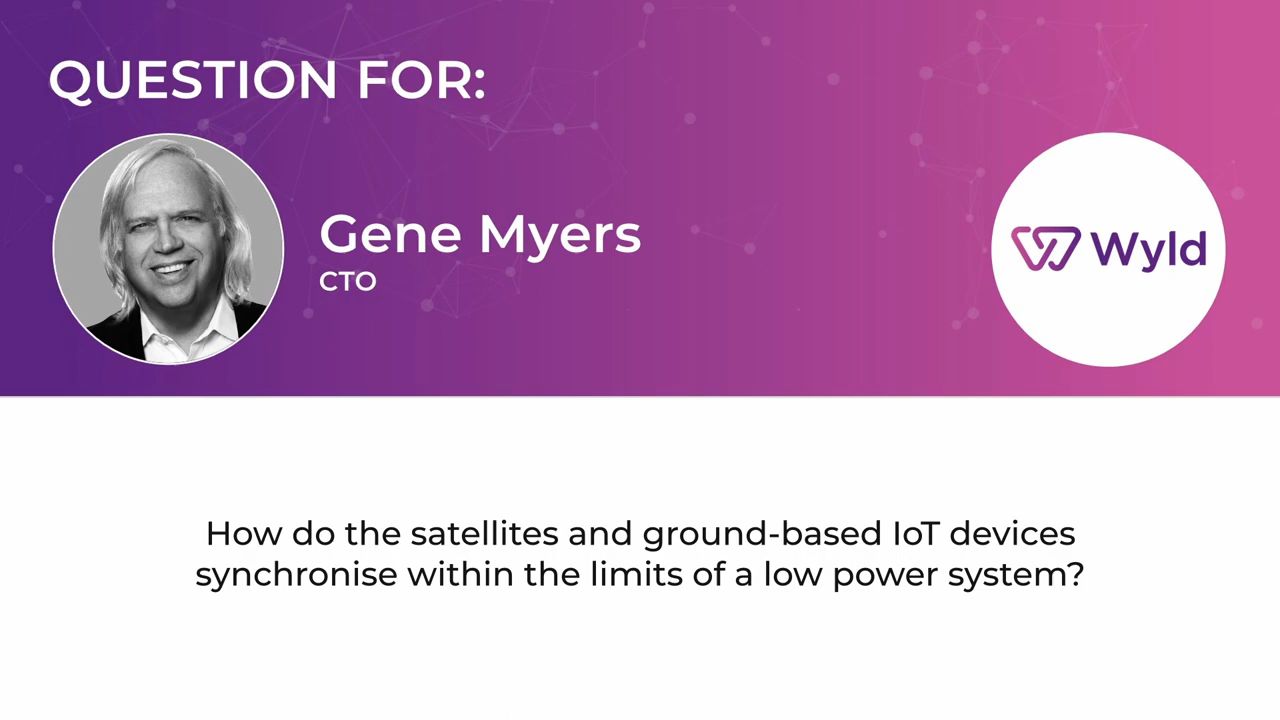 QUESTION FOR:
Gene Myers
CTO
Wyld
How do the satellites and ground-based IoT devices
synchronise within the limits of a low power system?